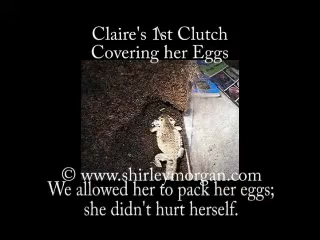 Claire's 1st Clutch
Covering her Eggs
© www.shirleymorgan.com
We allowed her to pack her eggs;
she didn't hurt herself.